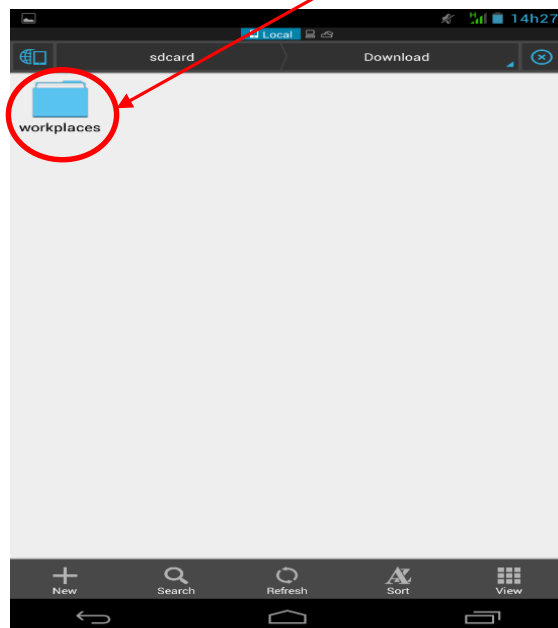 14h27
Local
sdcard Download
workplaces
New Search Refresh Sort View